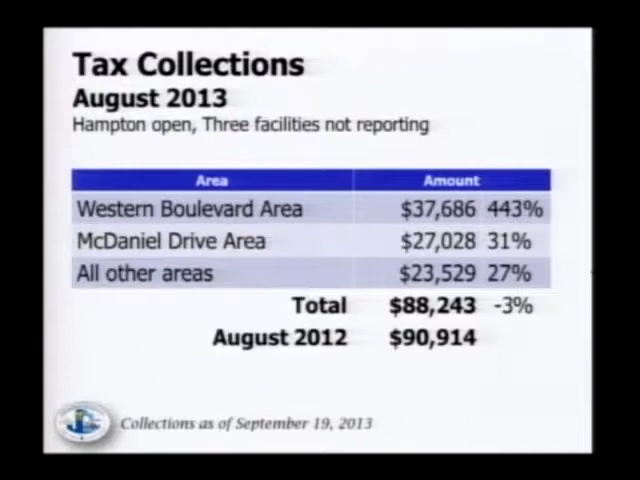 Tax Collections
August 2013
Hampton open, Three facilities not reporting
Area Amount
Western Boulevard Area $37,686 443%
McDaniel Drive Area $27,028 31%
All other areas $23,529 27%
Total $88,243 -3%
August 2012 $90,914
Collections as of September 19, 2013